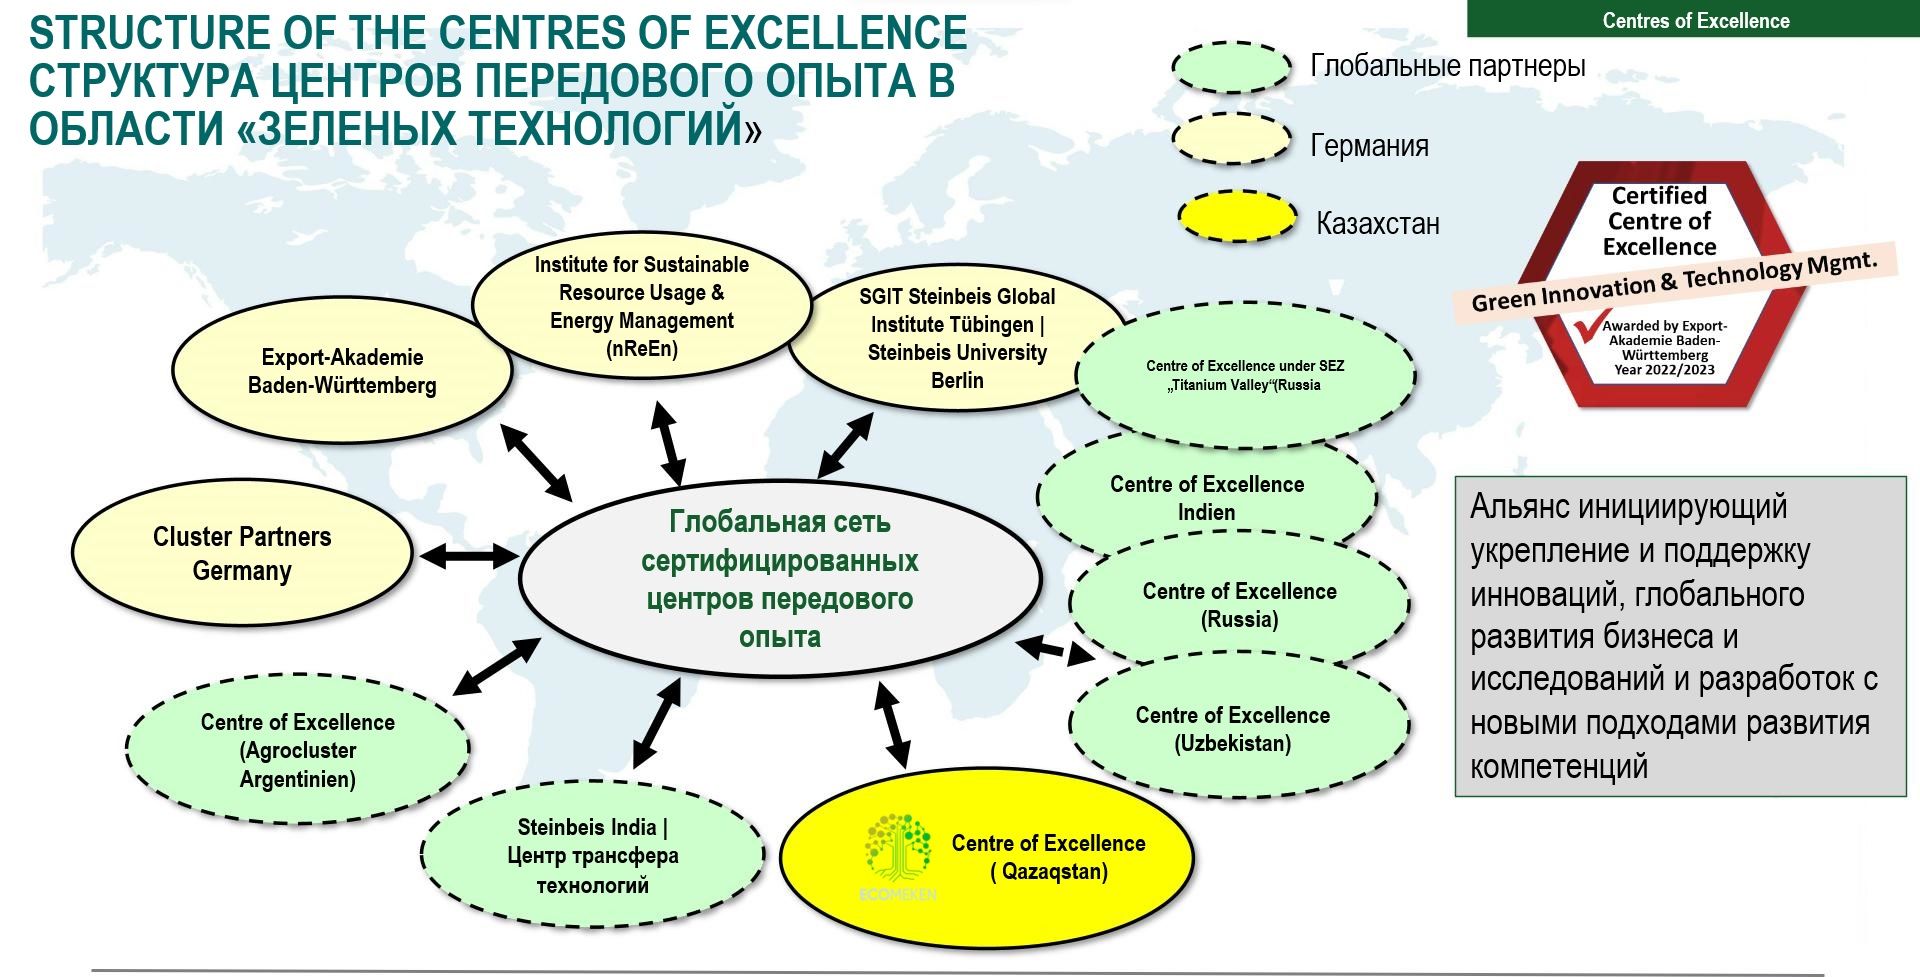 STRUCTURE OF THE CENTRES OF EXCELLENCE
СТРУКТУРА ЦЕНТРОВ ПЕРЕДОВОГО ОПЫТА В
ОБЛАСТИ «ЗЕЛЕНЫХ ТЕХНОЛОГИЙ»
Centres of Excellence
Глобальные партнеры
Германия
Казахстан
Certified
Centre of
Excellence
Green Innovation & Technology Mgmt.
Awarded by Export-
Akademie Baden-
Württemberg
Year 2022/2023
Export-Akademie
Baden-Württemberg
Institute for Sustainable
Resource Usage &
Energy Management
(nReEn)
SGIT Steinbeis Global
Institute Tübingen |
Steinbeis University
Berlin
Centre of Excellence under SEZ
„Titanium Valley“(Russia
Centre of Excellence
Indien
Centre of Excellence
(Russia)
Centre of Excellence
(Uzbekistan)
Cluster Partners
Germany
Глобальная сеть
сертифицированных
центров передового
опыта
Centre of Excellence
(Agrocluster
Argentinien)
Steinbeis India |
Центр трансфера
технологий
ECOMEKEN
Centre of Excellence
( Qazaqstan)
Альянс инициирующий
укрепление и поддержку
инноваций, глобального
развития бизнеса и
исследований и разработок с
новыми подходами развития
компетенций